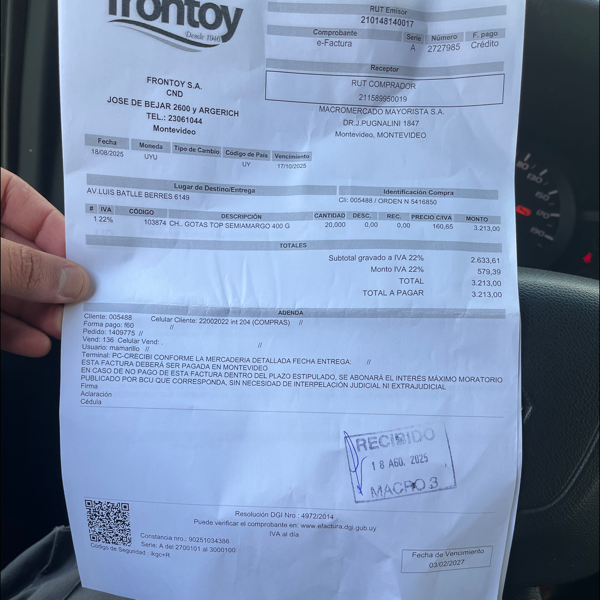 frontoy
Desde 1946
RUT Emisor
210148140017
Comprobante Serie Número F. pago
e-Factura A 2727985 Crédito
Receptor
RUT COMPRADOR
211589950019
FRONTOY S.A.
CND
JOSE DE BEJAR 2600 y ARGERICH
TEL.: 23061044
Montevideo
MACROMERCADO MAYORISTA S.A.
DR.J.PUGNALINI 1847
Montevideo, MONTEVIDEO
Fecha Moneda Tipo de Cambio Código de País Vencimiento
18/08/2025 UYU UY 17/10/2025
Lugar de Destino/Entrega Identificación Compra
AV.LUIS BATLLE BERRES 6149 Cli: 005488 / ORDEN N 5416850
# IVA CÓDIGO DESCRIPCIÓN CANTIDAD DESC. REC. PRECIO C/IVA MONTO
1 22% 103874 CH.. GOTAS TOP SEMIAMARGO 400 G 20,000 0,00 0,00 160,65 3.213,00
TOTALES
Subtotal gravado a IVA 22% 2.633,61
Monto IVA 22% 579,39
TOTAL 3.213,00
TOTAL A PAGAR 3.213,00
ADENDA
Cliente: 005488 Celular Cliente: 22002022 int 204 (COMPRAS) //
Forma pago: f60 //
Pedido: 1409775 //
Vend: 136 Celular Vend: . //
Usuario: mamarillo //
Terminal: PC-CRECIBI CONFORME LA MERCADERIA DETALLADA FECHA ENTREGA: //
ESTA FACTURA DEBERÁ SER PAGADA EN MONTEVIDEO
EN CASO DE NO PAGO DE ESTA FACTURA DENTRO DEL PLAZO ESTIPULADO, SE ABONARÁ EL INTERÉS MÁXIMO MORATORIO
PUBLICADO POR BCU QUE CORRESPONDA, SIN NECESIDAD DE INTERPELACIÓN JUDICIAL NI EXTRAJUDICIAL
Firma
Aclaración
Cédula
RECIBIDO
18 AGO. 2025
MACRO 3
Resolución DGI Nro.: 4972/2014
Puede verificar el comprobante en: www.efactura.dgi.gub.uy
IVA al día
Constancia nro.: 90251034386
Serie: A del 2700101 al 3000100
Código de Seguridad : ikgc+R
Fecha de Vencimiento
03/02/2027